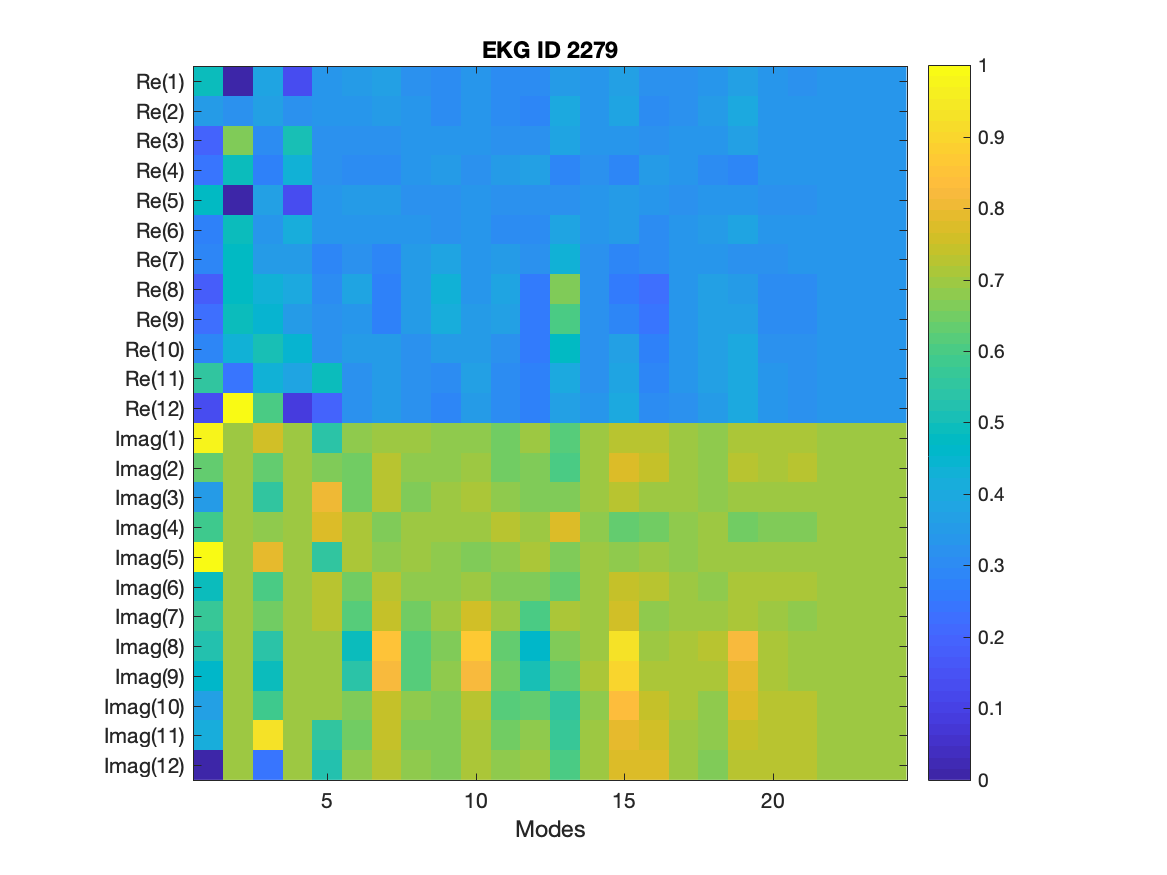 EKG ID 2279
Re(1)
Re(2)
Re(3)
Re(4)
Re(5)
Re(6)
Re(7)
Re(8)
Re(9)
Re(10)
Re(11)
Re(12)
Imag(1)
Imag(2)
Imag(3)
Imag(4)
Imag(5)
Imag(6)
Imag(7)
Imag(8)
Imag(9)
Imag(10)
Imag(11)
Imag(12)
5 10 15 20
Modes
1
0.9
0.8
0.7
0.6
0.5
0.4
0.3
0.2
0.1
0